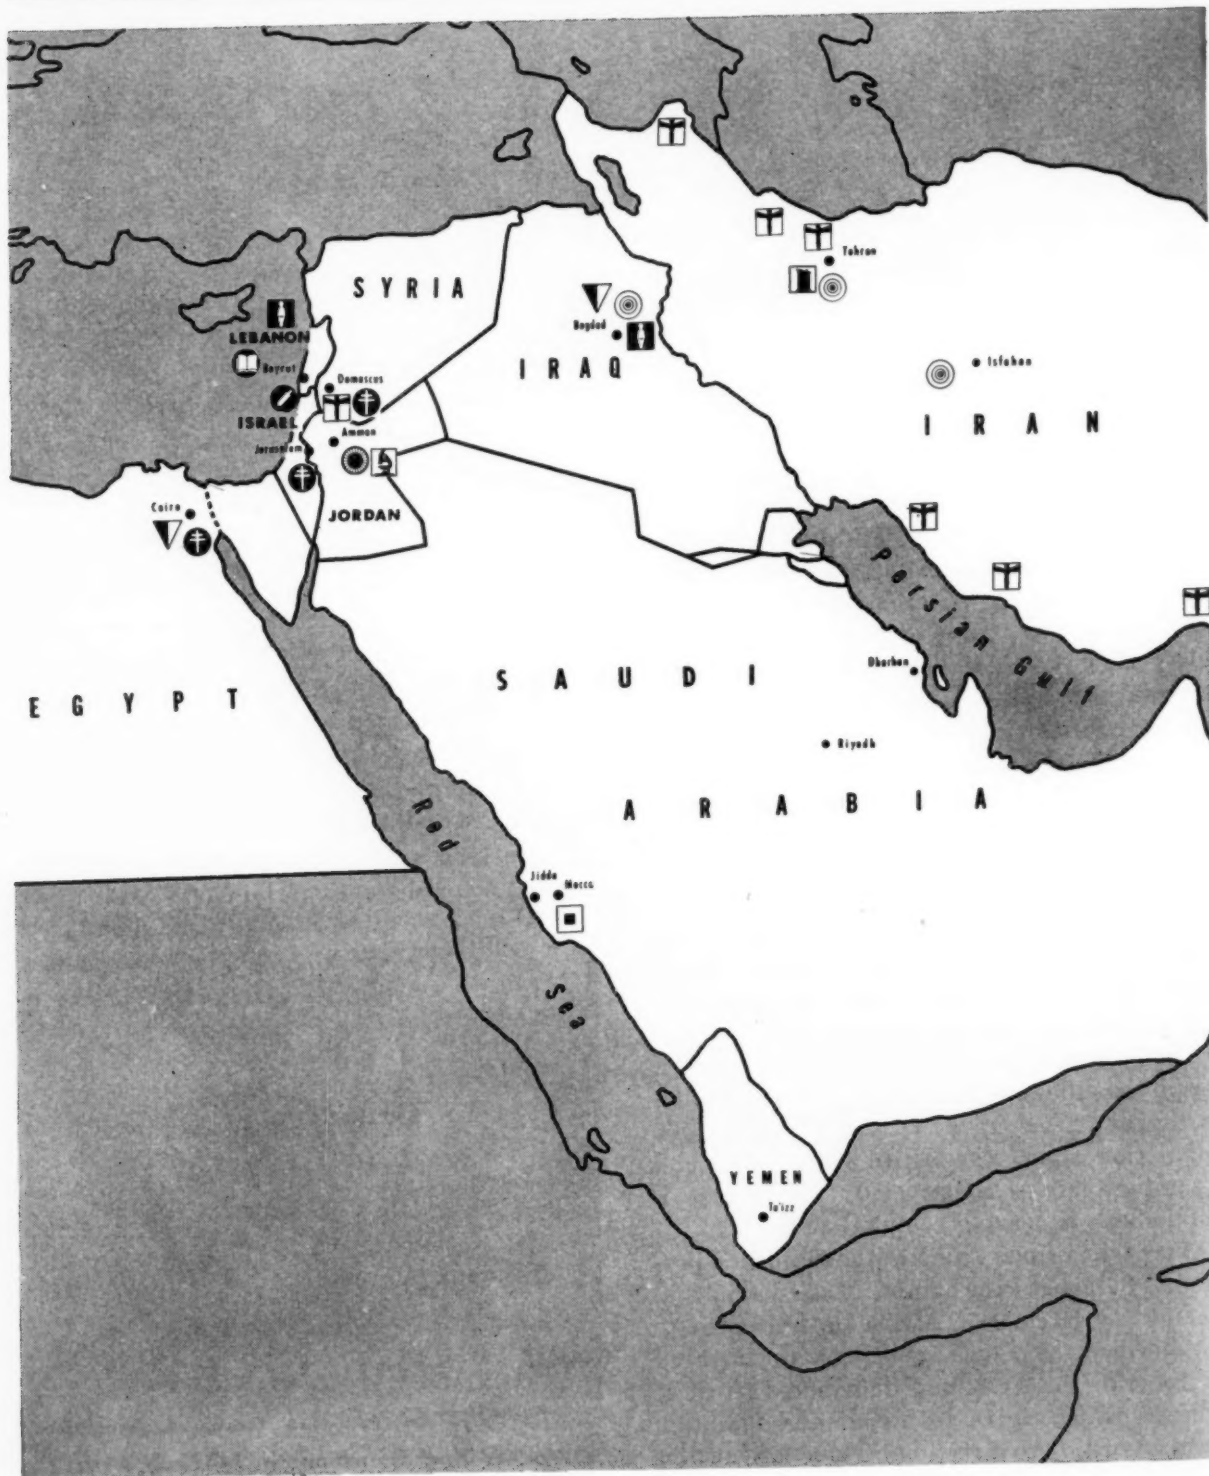 Tehran
SYRIA
LEBANON
Bagdad
Beyrut
IRAQ
Isfahan
Damascus
ISRAEL
IRAN
Amman
Jerusalem
Cairo
JORDAN
Persian Gulf
Dharhan
SAUDI
EGYPT
Riyadh
ARABIA
Red
Jidda
Mecca
Sea
YEMEN
Ta'izz